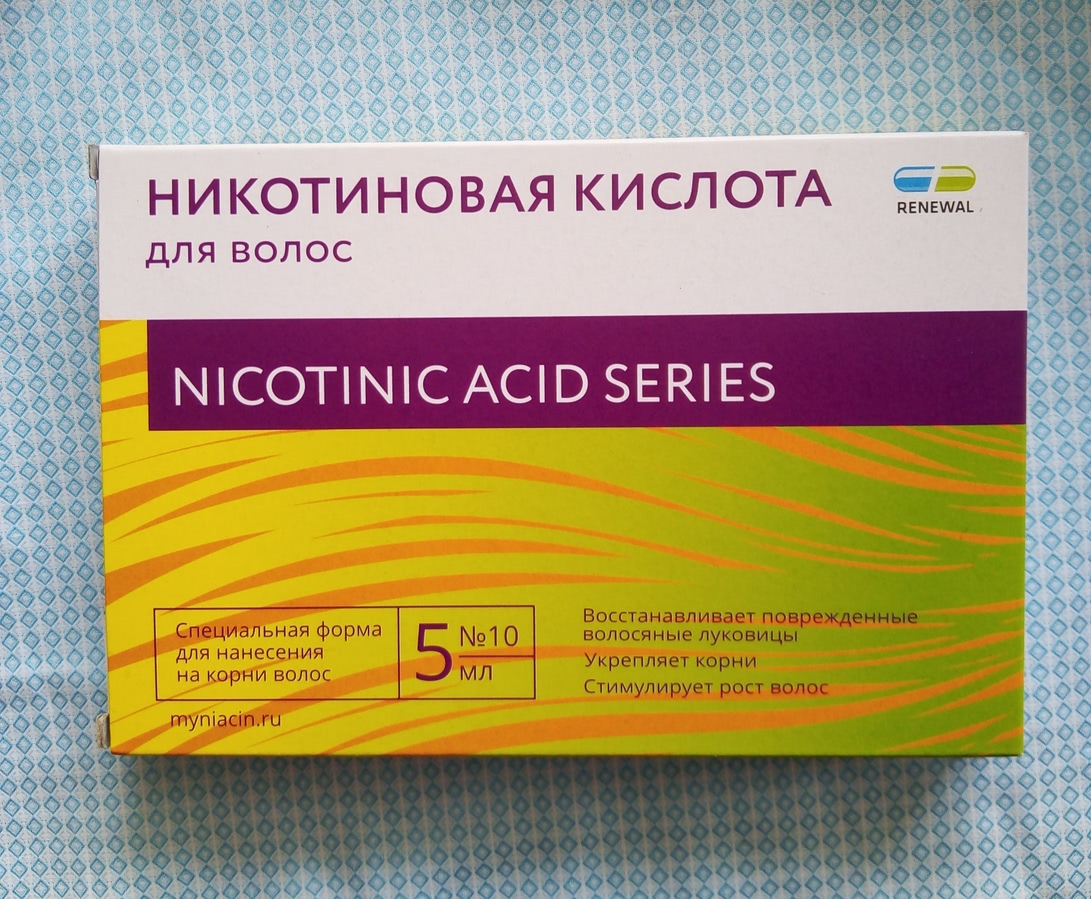 НИКОТИНОВАЯ КИСЛОТА
ДЛЯ ВОЛОС
RENEWAL
NICOTINIC ACID SERIES
Специальная форма
для нанесения
на корни волос
5
№10
мл
myniacin.ru
Восстанавливает поврежденные
волосяные луковицы
Укрепляет корни
Стимулирует рост волос